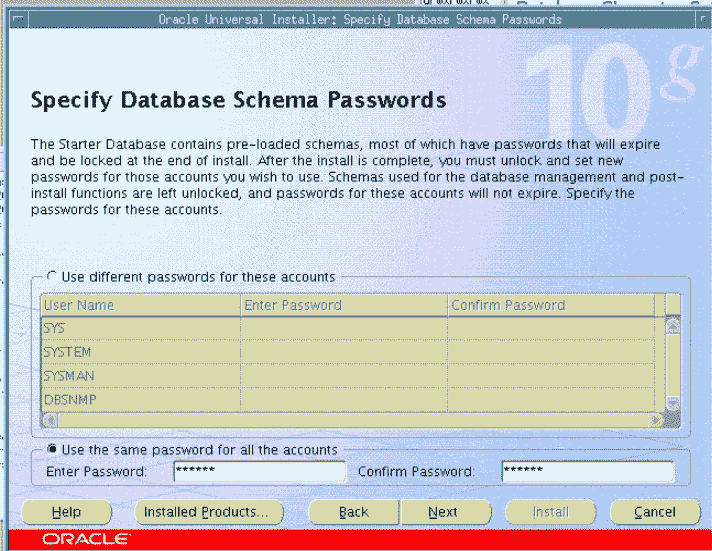 Oracle Universal Installer: Specify Database Schema Passwords
10g
Specify Database Schema Passwords
The Starter Database contains pre-loaded schemas, most of which have passwords that will expire
and be locked at the end of install. After the install is complete, you must unlock and set new
passwords for those accounts you wish to use. Schemas used for the database management and post-
install functions are left unlocked, and passwords for these accounts will not expire. Specify the
passwords for these accounts.
Use different passwords for these accounts
User Name Enter Password Confirm Password
SYS
SYSTEM
SYSMAN
DBSNMP
Use the same password for all the accounts
Enter Password: ****** Confirm Password: ******
Help Installed Products... Back Next Install Cancel
ORACLE